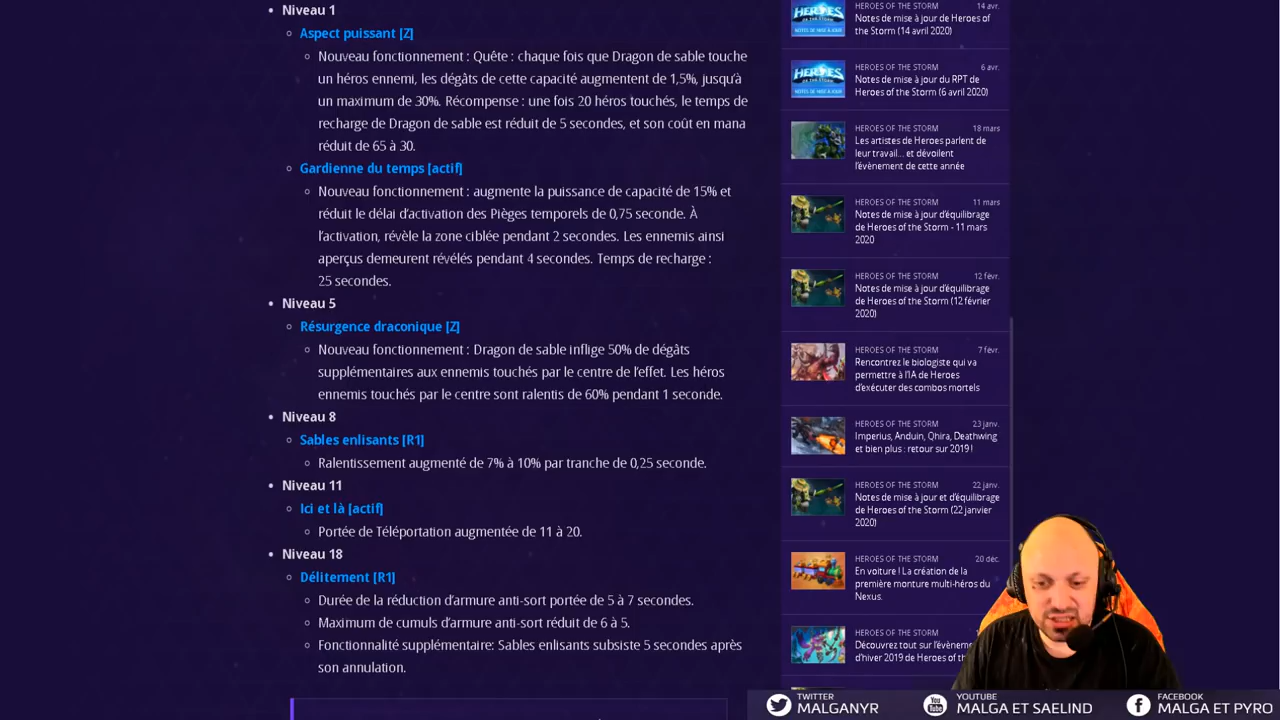 Niveau 1
Aspect puissant [Z]
Nouveau fonctionnement : Quête : chaque fois que Dragon de sable touche
un héros ennemi, les dégâts de cette capacité augmentent de 1,5%, jusqu'à
un maximum de 30%. Récompense : une fois 20 héros touchés, le temps de
recharge de Dragon de sable est réduit de 5 secondes, et son coût en mana
réduit de 65 à 30.
Gardienne du temps [actif]
Nouveau fonctionnement : augmente la puissance de capacité de 15% et
réduit le délai d'activation des Pièges temporels de 0,75 seconde. À
l'activation, révèle la zone ciblée pendant 2 secondes. Les ennemis ainsi
aperçus demeurent révélés pendant 4 secondes. Temps de recharge :
25 secondes.
Niveau 5
Résurgence draconique [Z]
Nouveau fonctionnement : Dragon de sable inflige 50% de dégâts
supplémentaires aux ennemis touchés par le centre de l'effet. Les héros
ennemis touchés par le centre sont ralentis de 60% pendant 1 seconde.
Niveau 8
Sables enlisants [R1]
Ralentissement augmenté de 7% à 10% par tranche de 0,25 seconde.
Niveau 11
Ici et là [actif]
Portée de Téléportation augmentée de 11 à 20.
Niveau 18
Délitement [R1]
Durée de la réduction d'armure anti-sort portée de 5 à 7 secondes.
Maximum de cumuls d'armure anti-sort réduit de 6 à 5.
Fonctionnalité supplémentaire: Sables enlisants subsiste 5 secondes après
son annulation.
HEROES OF THE STORM 14 avr.
Notes de mise à jour de Heroes of
the Storm (14 avril 2020)
HEROES OF THE STORM 6 avr.
Notes de mise à jour du RPT de
Heroes of the Storm (6 avril 2020)
HEROES OF THE STORM 18 mars
Les artistes de Heroes parlent de
leur travail... et dévoilent
l'évènement de cette année
HEROES OF THE STORM 11 mars
Notes de mise à jour d'équilibrage
de Heroes of the Storm - 11 mars
2020
HEROES OF THE STORM 12 févr.
Notes de mise à jour d'équilibrage
de Heroes of the Storm (12 février
2020)
HEROES OF THE STORM 7 févr.
Rencontrez le biologiste qui va
permettre à l'IA de Heroes
d'exécuter des combos mortels
HEROES OF THE STORM 23 janv.
Imperius, Anduin, Qhira, Deathwing
et bien plus : retour sur 2019 !
HEROES OF THE STORM 22 janv.
Notes de mise à jour et d'équilibrage
de Heroes of the Storm (22 janvier
2020)
HEROES OF THE STORM 20 déc.
En voiture ! La création de la
première monture multi-héros du
Nexus.
HEROES OF THE STORM
Découvrez tout sur l'évènem
d'hiver 2019 de Heroes of th
TWITTER
MALGANYR
YOUTUBE
MALGA ET SAELIND
FACEBOOK
MALGA ET PYRO